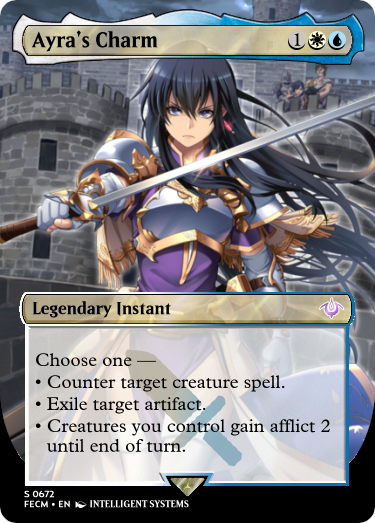 Ayra's Charm 1
Legendary Instant
Choose one —
• Counter target creature spell.
• Exile target artifact.
• Creatures you control gain afflict 2
until end of turn.
S 0672
FECM • EN INTELLIGENT SYSTEMS